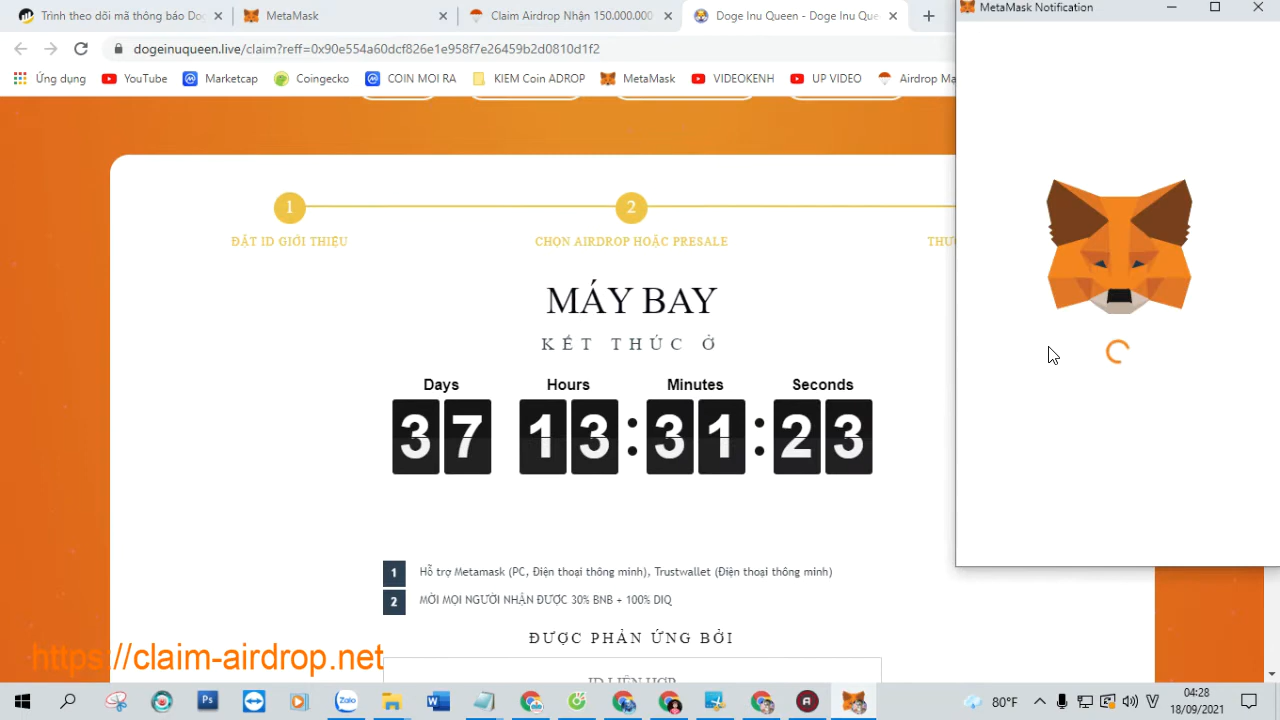 Trình theo dõi mã thông báo Dog
MetaMask
Claim Airdrop Nhận 150.000.000
Doge Inu Queen - Doge Inu Que
MetaMask Notification
dogeinuqueen.live/claim?reff=0x90e554a60dcf826e1e958f7e26459b2d0810d1f2
Ứng dụng
YouTube
Marketcap
Coingecko
COIN MOI RA
KIEM Coin ADROP
MetaMask
VIDEOKENH
UP VIDEO
Airdrop Ma
1
2
ĐẶT ID GIỚI THIỆU
CHỌN AIRDROP HOẶC PRESALE
MÁY BAY
KẾT THÚC Ở
Days Hours Minutes Seconds
37 13:31:23
1 Hỗ trợ Metamask (PC, Điện thoại thông minh), Trustwallet (Điện thoại thông minh)
2 MỜI MỌI NGƯỜI NHẬN ĐƯỢC 30% BNB + 100% DIQ
ĐƯỢC PHẢN ỨNG BỞI
https://claim-airdrop.net
Ps
Zalo
80°F
04:28
18/09/2021